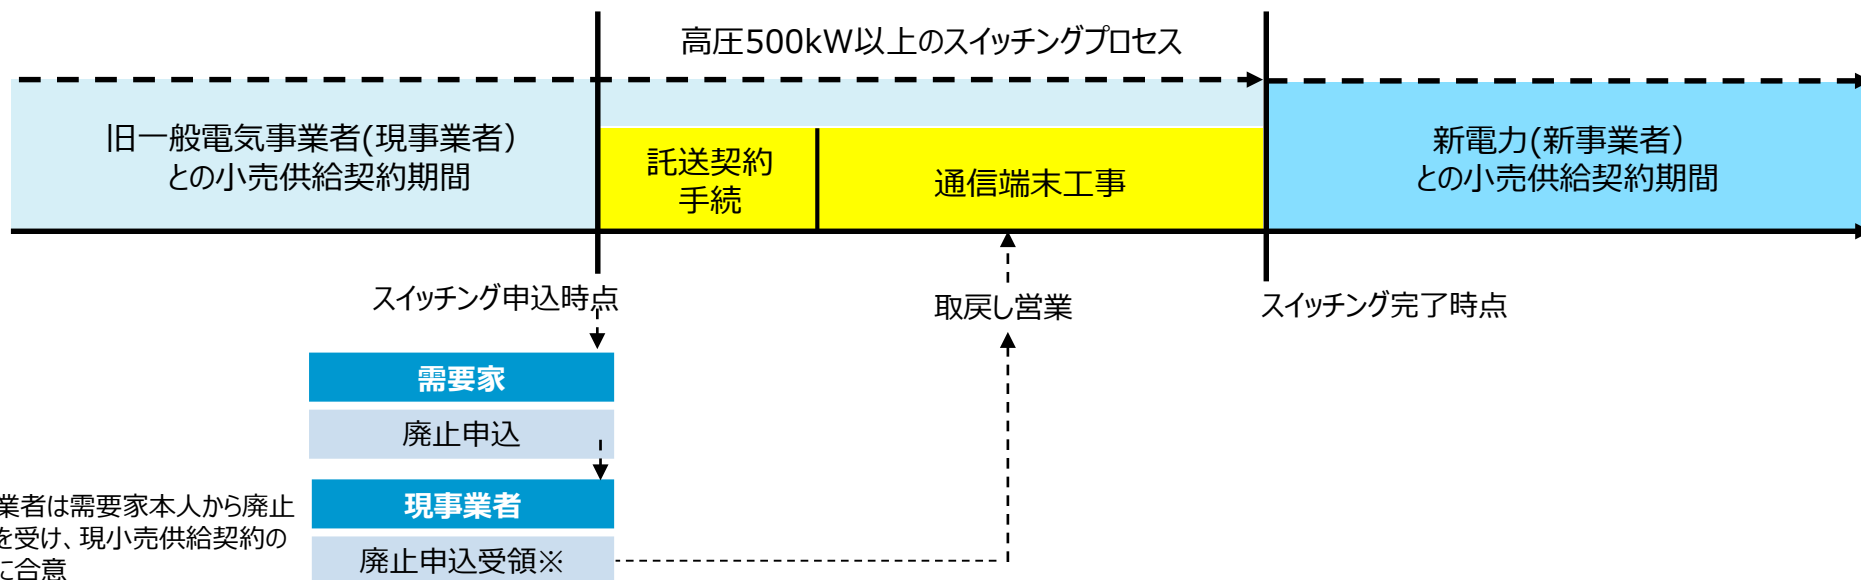 高圧500kW以上のスイッチングプロセス
旧一般電気事業者(現事業者)
との小売供給契約期間
託送契約
手続
通信端末工事
新電力(新事業者)
との小売供給契約期間
スイッチング申込時点
取戻し営業
スイッチング完了時点
需要家
廃止申込
現事業者
廃止申込受領※
業者は需要家本人から廃止
を受け、現小売供給契約の
に合意